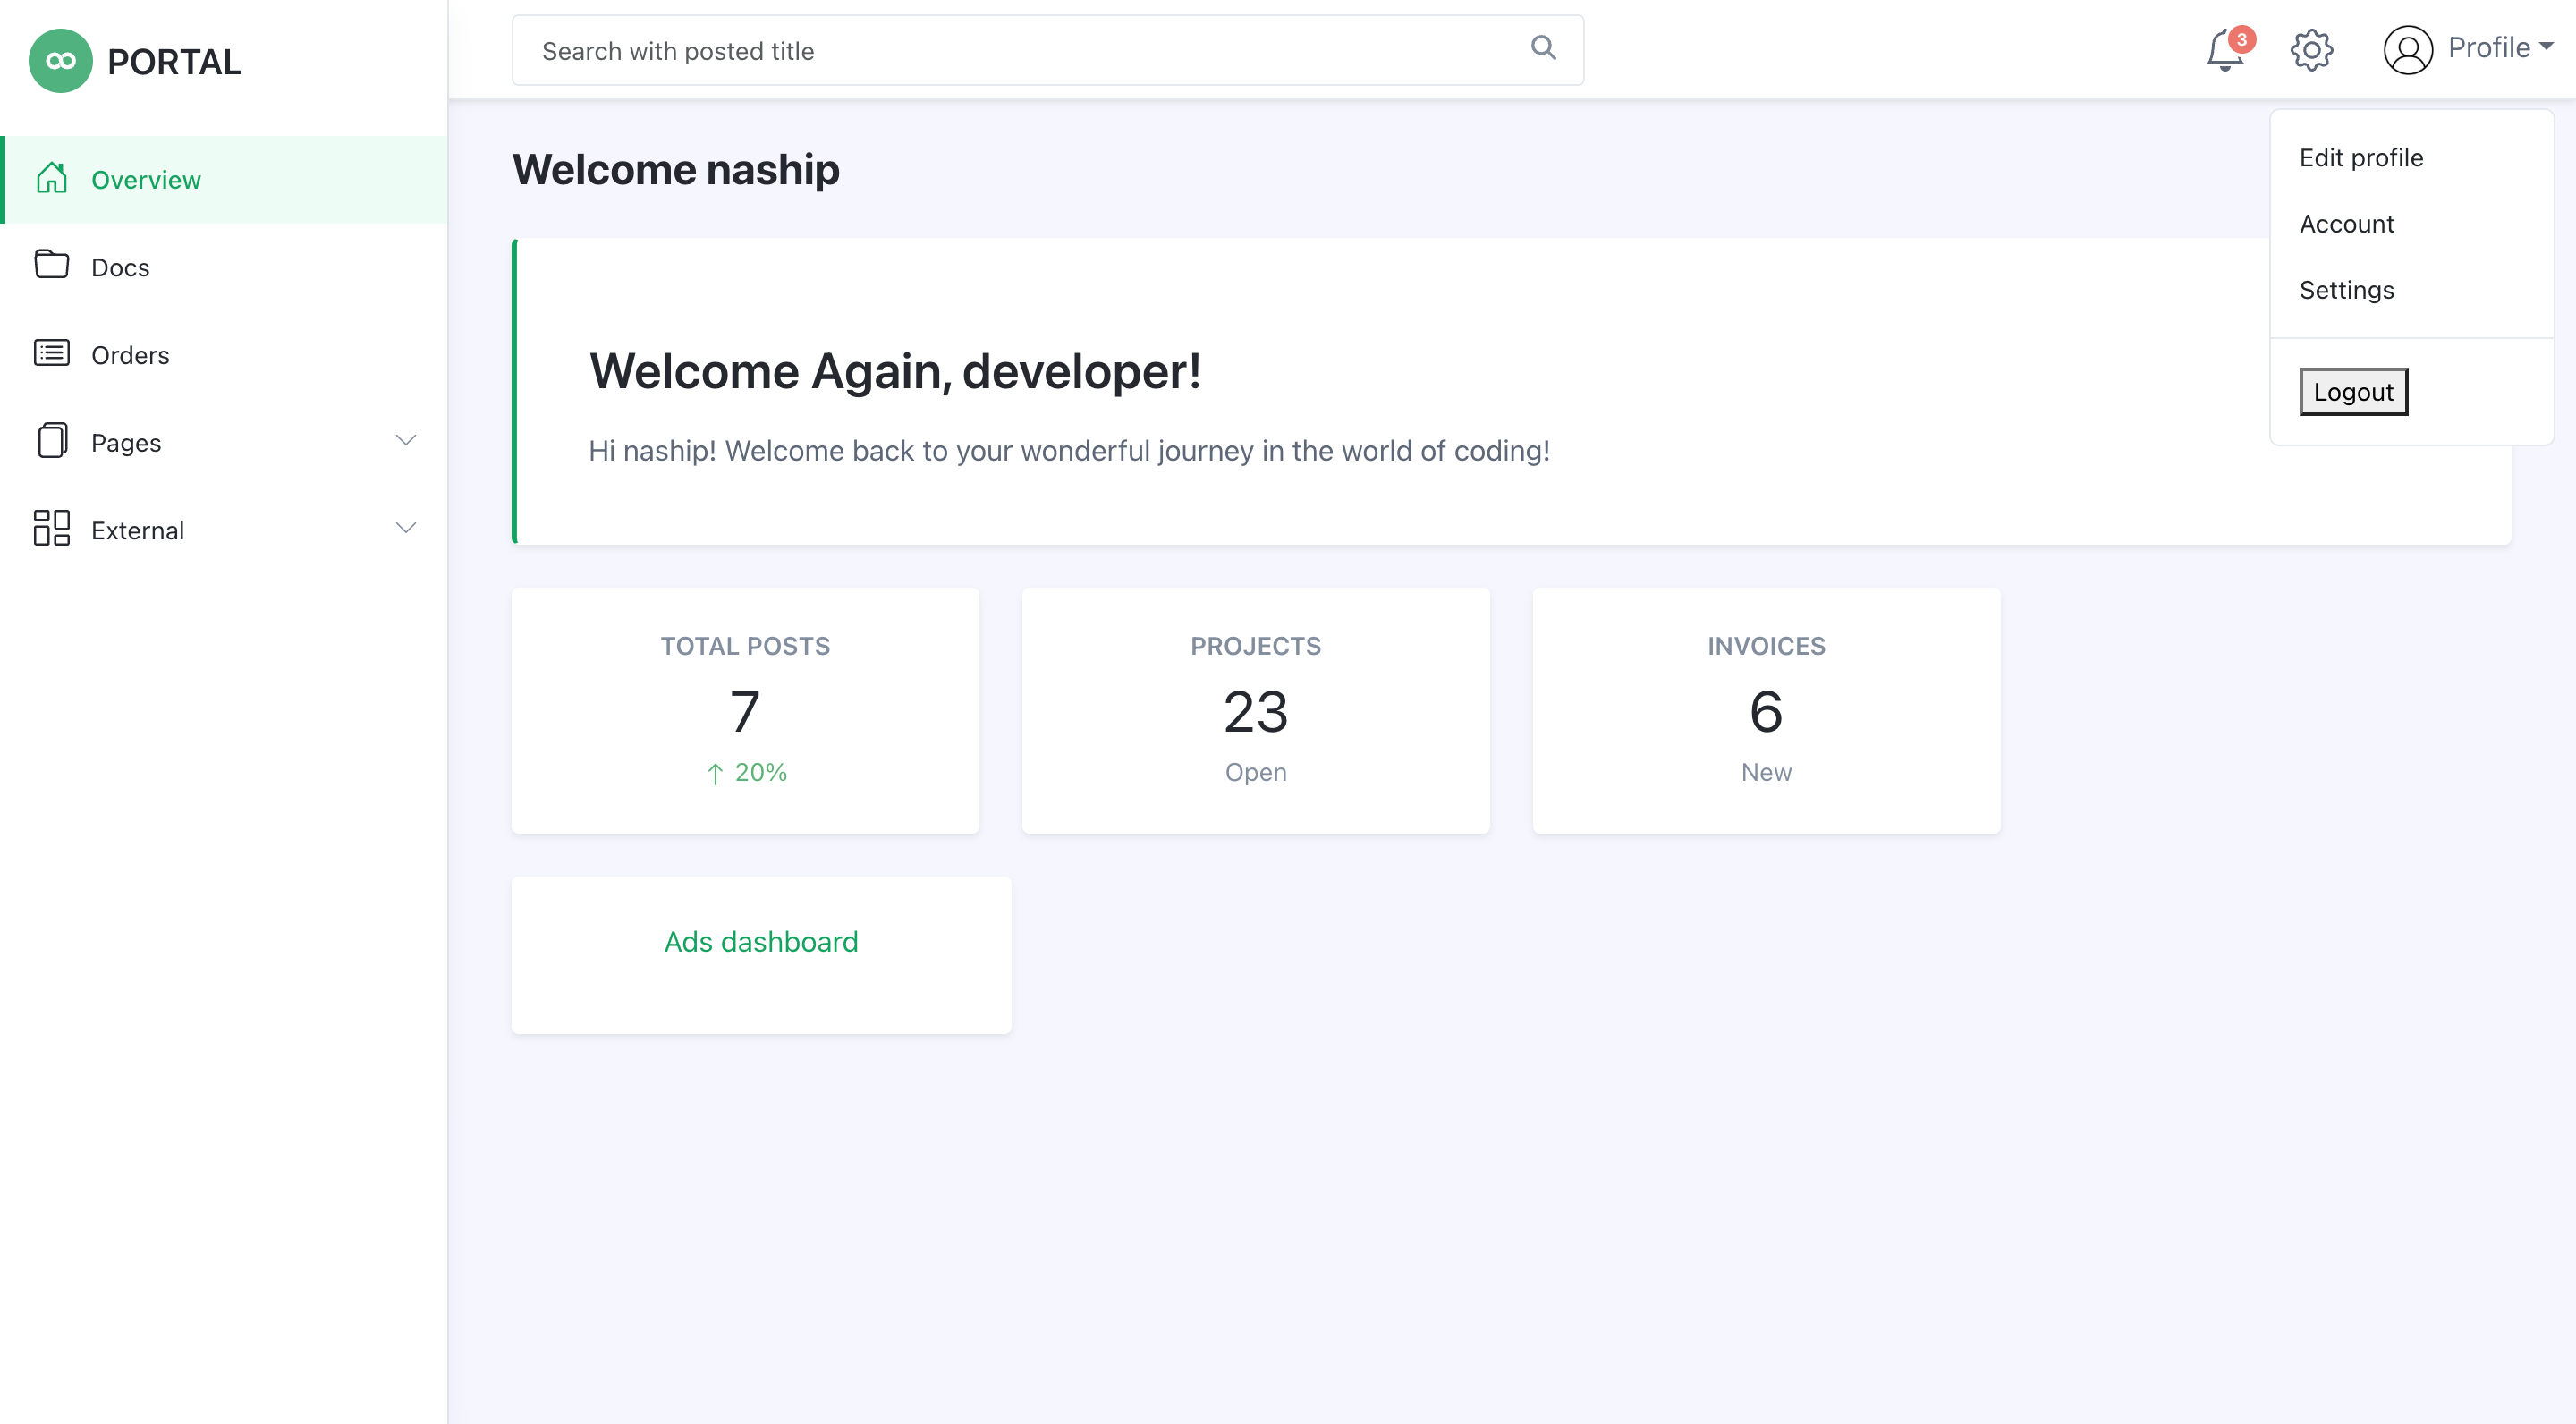 PORTAL
Search with posted title
3
Profile
Overview
Docs
Orders
Pages
External
Welcome naship
Edit profile
Account
Settings
Logout
Welcome Again, developer!
Hi naship! Welcome back to your wonderful journey in the world of coding!
TOTAL POSTS
7
↑ 20%
PROJECTS
23
Open
INVOICES
6
New
Ads dashboard